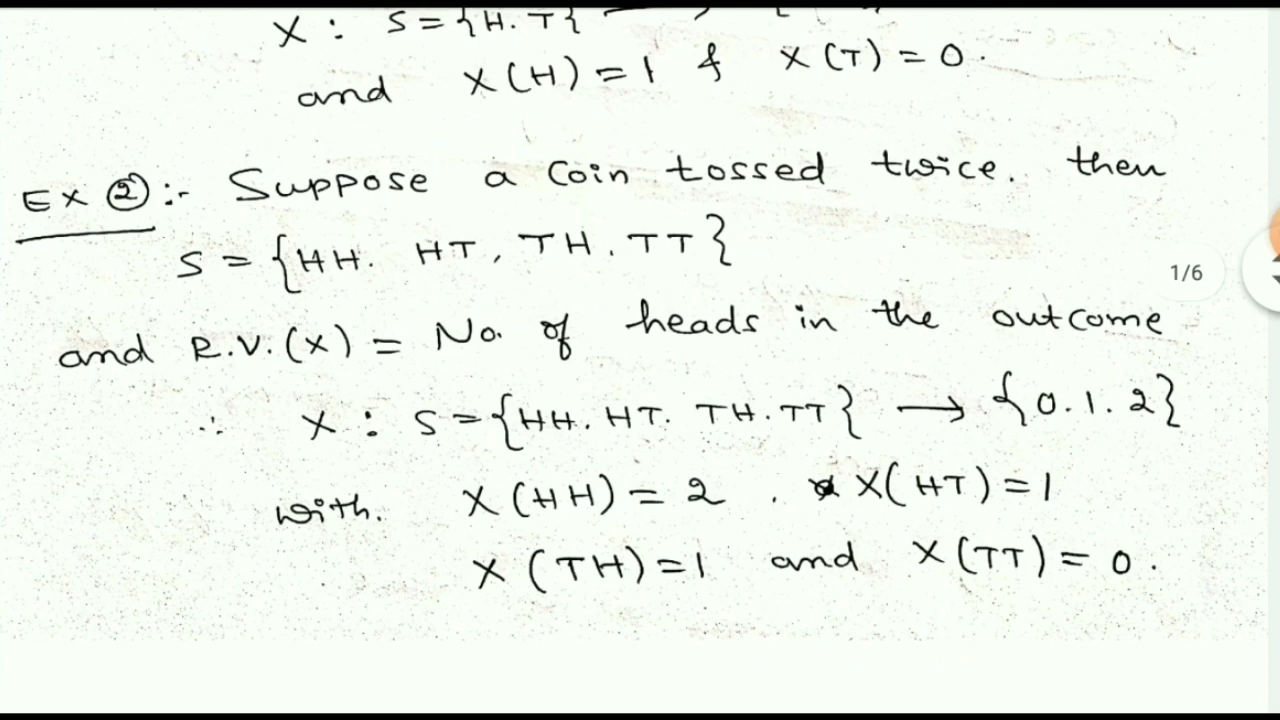 X : S = {H. T}
and X(H) = 1 & X(T) = 0.
Ex ② :- Suppose a Coin tossed twice. then
S = {HH. HT, TH. TT}
1/6
and R.V.(X) = No. of heads in the outcome
∴ X : S = {HH. HT. TH. TT} → {0. 1. 2}
with. X(HH) = 2 . X(HT) = 1
X(TH) = 1 and X(TT) = 0.